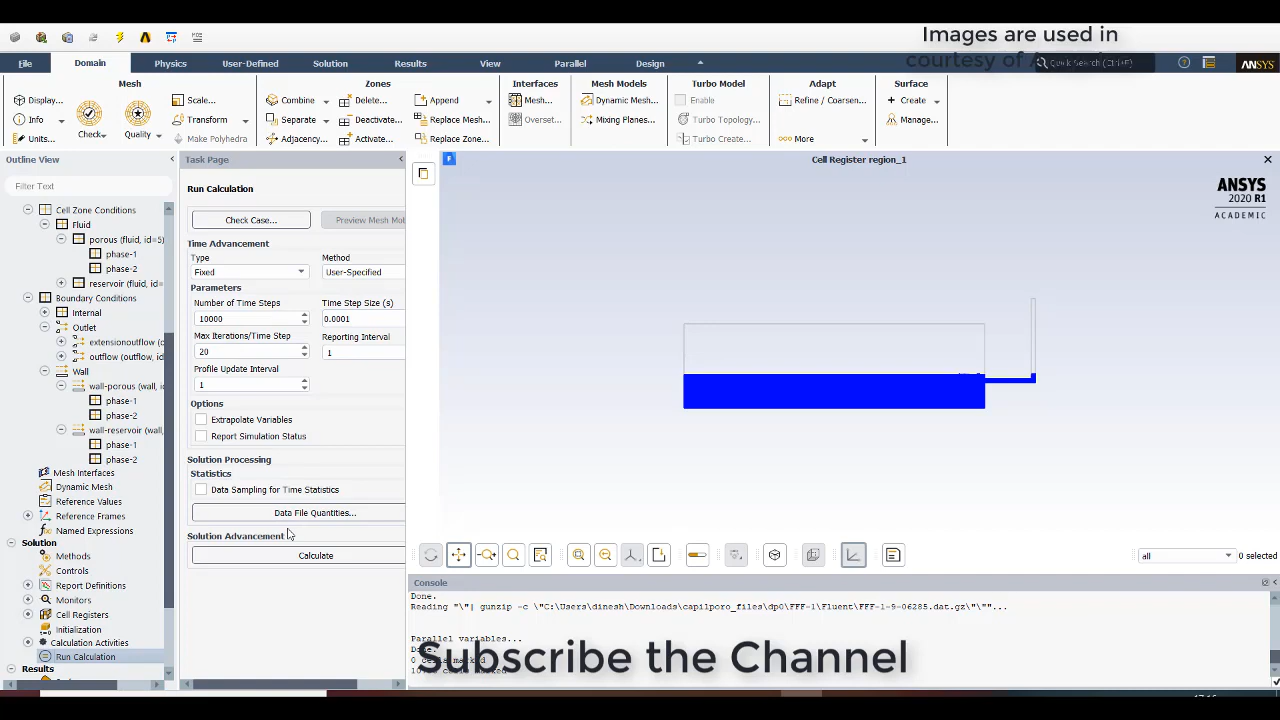 Images are used in
courtesy of A
File
Domain
Physics
User-Defined
Solution
Results
View
Parallel
Design
Quick Search (Ctrl+F)
ANSYS
Mesh
Zones
Interfaces
Mesh Models
Turbo Model
Adapt
Surface
Display...
Info
Units...
Check
Quality
Scale...
Transform
Make Polyhedra
Combine
Separate
Adjacency...
Delete...
Deactivate...
Activate...
Append
Replace Mesh...
Replace Zone...
Mesh...
Overset...
Dynamic Mesh...
Mixing Planes...
Enable
Turbo Topology...
Turbo Create...
Refine / Coarsen...
More
Create
Manage...
Outline View
Filter Text
Cell Zone Conditions
Fluid
porous (fluid, id=5)
phase-1
phase-2
reservoir (fluid, id=
Boundary Conditions
Internal
Outlet
extensionoutflow (
outflow (outflow, id
Wall
wall-porous (wall, i
phase-1
phase-2
wall-reservoir (wall,
phase-1
phase-2
Mesh Interfaces
Dynamic Mesh
Reference Values
Reference Frames
Named Expressions
Solution
Methods
Controls
Report Definitions
Monitors
Cell Registers
Initialization
Calculation Activities
Run Calculation
Results
Task Page
Run Calculation
Check Case...
Preview Mesh Mot
Time Advancement
Type
Method
Fixed
User-Specified
Parameters
Number of Time Steps
Time Step Size (s)
10000
0.0001
Max Iterations/Time Step
Reporting Interval
20
1
Profile Update Interval
1
Options
Extrapolate Variables
Report Simulation Status
Solution Processing
Statistics
Data Sampling for Time Statistics
Data File Quantities...
Solution Advancement
Calculate
Cell Register region_1
ANSYS
2020 R1
ACADEMIC
all
0 selected
Console
Done.
Reading "\"| gunzip -c \"C:\Users\dinesh\Downloads\capilporo_files\dp0\FFF-1\Fluent\FFF-1-9-06285.dat.gz\"\""...
Parallel variables...
Done.
Subscribe the Channel